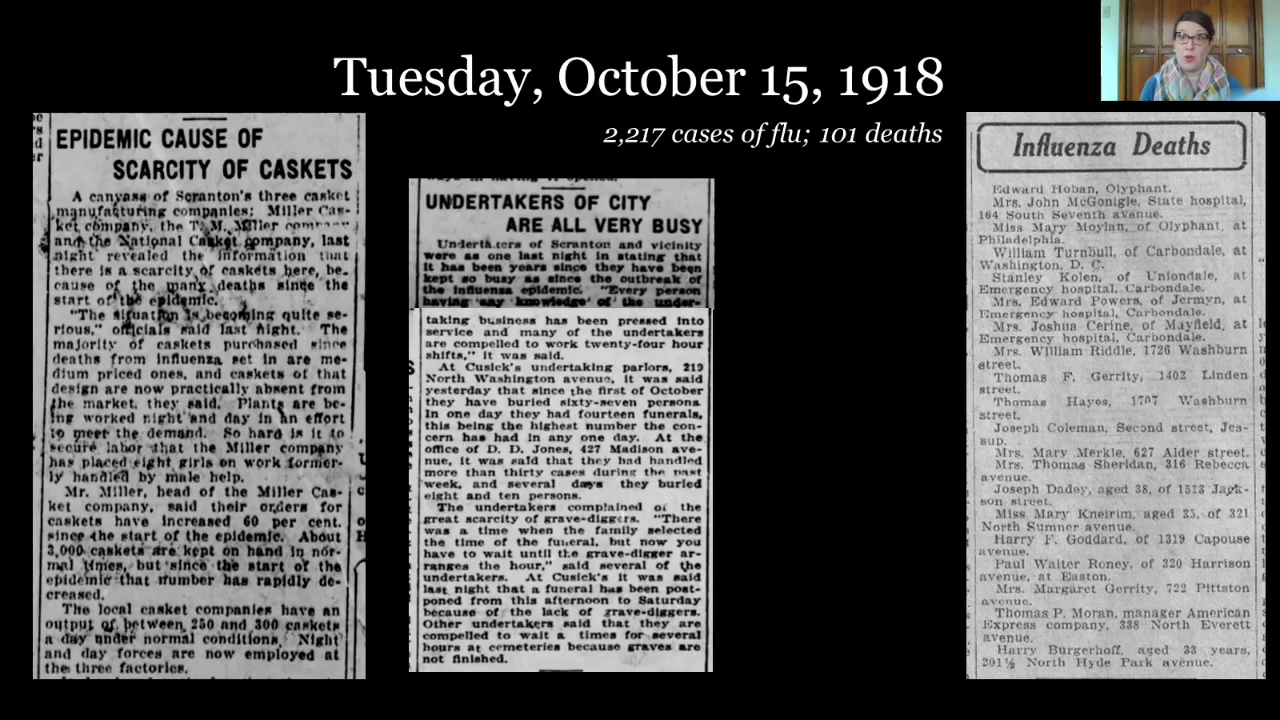 Tuesday, October 15, 1918
2,217 cases of flu; 101 deaths
EPIDEMIC CAUSE OF
SCARCITY OF CASKETS
A canvass of Scranton's three casket
manufacturing companies; Miller Cas-
ket company, the T. M. Miller company
and the National Casket company, last
night revealed the information that
there is a scarcity of caskets here, be-
cause of the many deaths since the
start of the epidemic.
"The situation is becoming quite se-
rious," officials said last night. The
majority of caskets purchased since
deaths from influenza set in are me-
dium priced ones, and caskets of that
design are now practically absent from
the market, they said. Plants are be-
ing worked night and day in an effort
to meet the demand. So hard is it to
secure labor that the Miller company
has placed eight girls on work former-
ly handled by male help.
Mr. Miller, head of the Miller Cas-
ket company, said their orders for
caskets have increased 60 per cent.
since the start of the epidemic. About
3,000 caskets are kept on hand in nor-
mal times, but since the start of the
epidemic that number has rapidly de-
creased.
The local casket companies have an
output of between 250 and 300 caskets
a day under normal conditions. Night
and day forces are now employed at
the three factories.
UNDERTAKERS OF CITY
ARE ALL VERY BUSY
Undertakers of Scranton and vicinity
were as one last night in stating that
it has been years since they have been
kept so busy as since the outbreak of
the influenza epidemic. "Every person
having any knowledge of the under-
taking business has been pressed into
service and many of the undertakers
are compelled to work twenty-four hour
shifts," it was said.
At Cusick's undertaking parlors, 219
North Washington avenue, it was said
yesterday that since the first of October
they have buried sixty-seven persons.
In one day they had fourteen funerals,
this being the highest number the con-
cern has had in any one day. At the
office of D. D. Jones, 427 Madison ave-
nue, it was said that they had handled
more than thirty cases during the past
week, and several days they buried
eight and ten persons.
The undertakers complained of the
great scarcity of grave-diggers. "There
was a time when the family selected
the time of the funeral, but now you
have to wait until the grave-digger ar-
ranges the hour," said several of the
undertakers. At Cusick's it was said
last night that a funeral has been post-
poned from this afternoon to Saturday
because of the lack of grave-diggers.
Other undertakers said that they are
compelled to wait a times for several
hours at cemeteries because graves are
not finished.
Influenza Deaths
Edward Hoban, Olyphant.
Mrs. John McGonigle, State hospital,
164 South Seventh avenue.
Miss Mary Moylan, of Olyphant, at
Philadelphia.
William Turnbull, of Carbondale, at
Washington, D. C.
Stanley Kolen, of Uniondale, at
Emergency hospital, Carbondale.
Mrs. Edward Powers, of Jermyn, at
Emergency hospital, Carbondale.
Mrs. Joshua Cerine, of Mayfield, at
Emergency hospital, Carbondale.
Mrs. William Riddle, 1726 Washburn
street.
Thomas F. Gerrity, 1402 Linden
street.
Thomas Hayes, 1707 Washburn
street.
Joseph Coleman, Second street, Jes-
sup.
Mrs. Mary Merkle, 627 Alder street.
Mrs. Thomas Sheridan, 316 Rebecca
avenue.
Joseph Dadey, aged 38, of 1513 Jack-
son street.
Miss Mary Kneirim, aged 25, of 321
North Sumner avenue.
Harry F. Goddard, of 1319 Capouse
avenue.
Paul Walter Roney, of 320 Harrison
avenue, at Easton.
Mrs. Margaret Gerrity, 722 Pittston
avenue.
Thomas P. Moran, manager American
Express company, 338 North Everett
avenue.
Harry Burgerhoff, aged 33 years,
201½ North Hyde Park avenue.